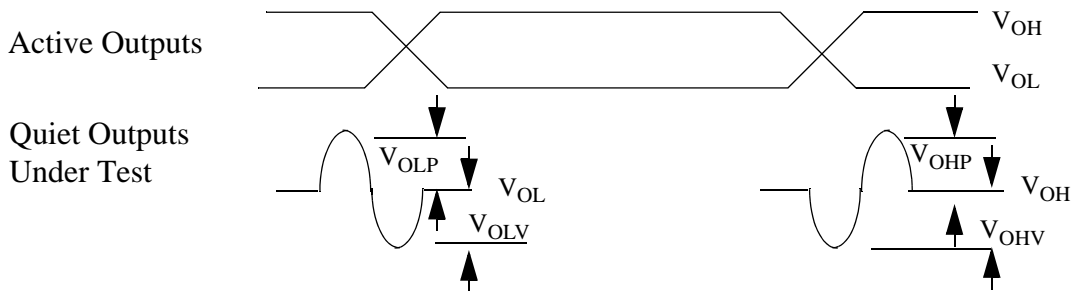 Active Outputs
V_OH
V_OL
Quiet Outputs
Under Test
V_OLP
V_OL
V_OLV
V_OHP
V_OH
V_OHV